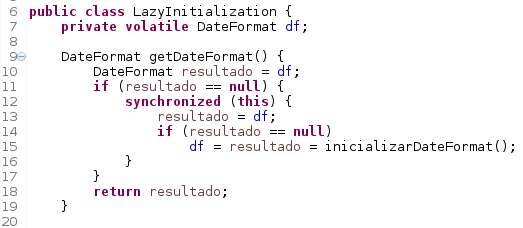 6 public class LazyInitialization {
7     private volatile DateFormat df;
8
9     DateFormat getDateFormat() {
10         DateFormat resultado = df;
11         if (resultado == null) {
12             synchronized (this) {
13                 resultado = df;
14                 if (resultado == null)
15                     df = resultado = inicializarDateFormat();
16             }
17         }
18         return resultado;
19     }
20